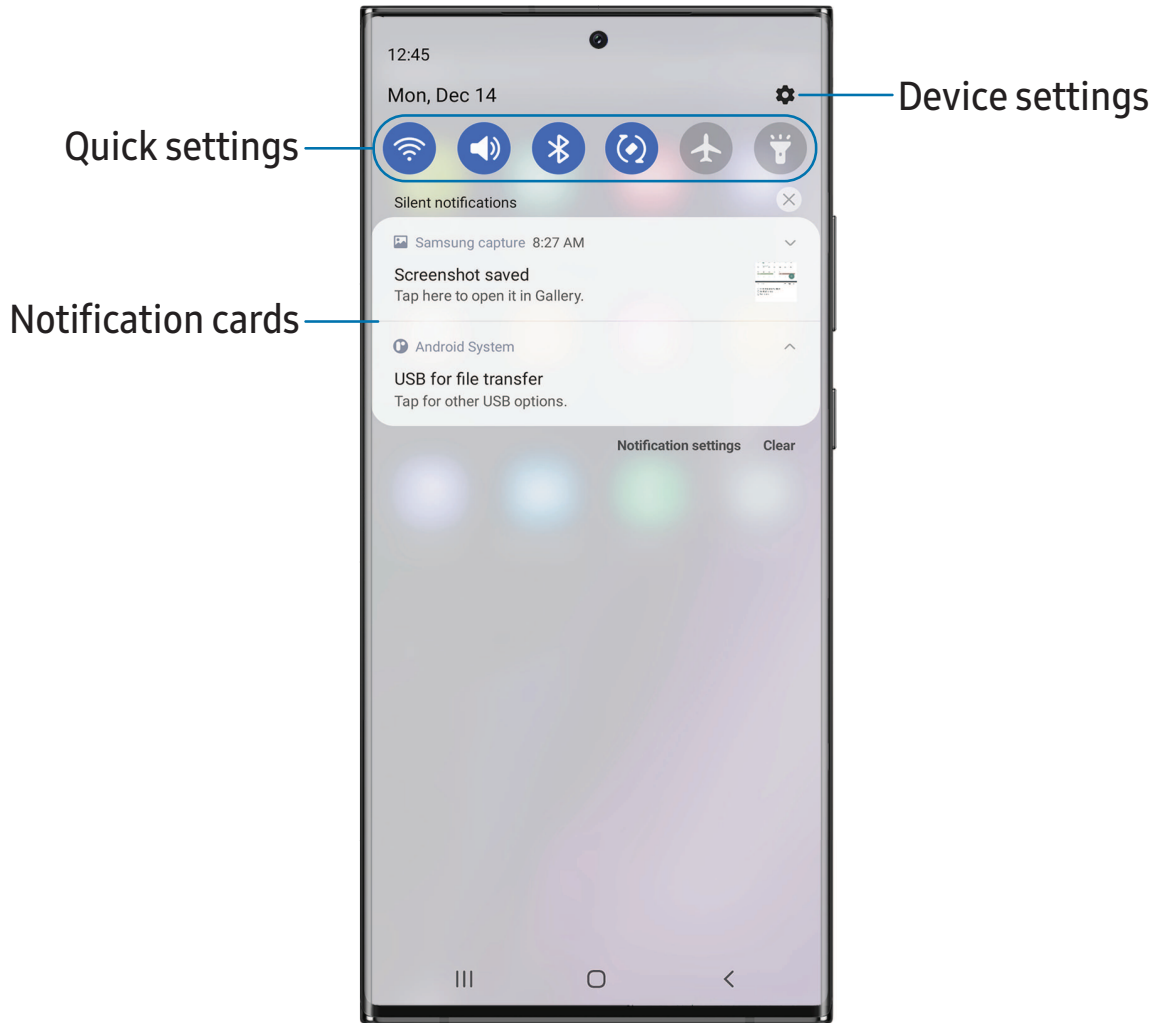 12:45
Mon, Dec 14
Device settings
Quick settings
Silent notifications
Samsung capture 8:27 AM
Screenshot saved
Tap here to open it in Gallery.
Notification cards
Android System
USB for file transfer
Tap for other USB options.
Notification settings Clear